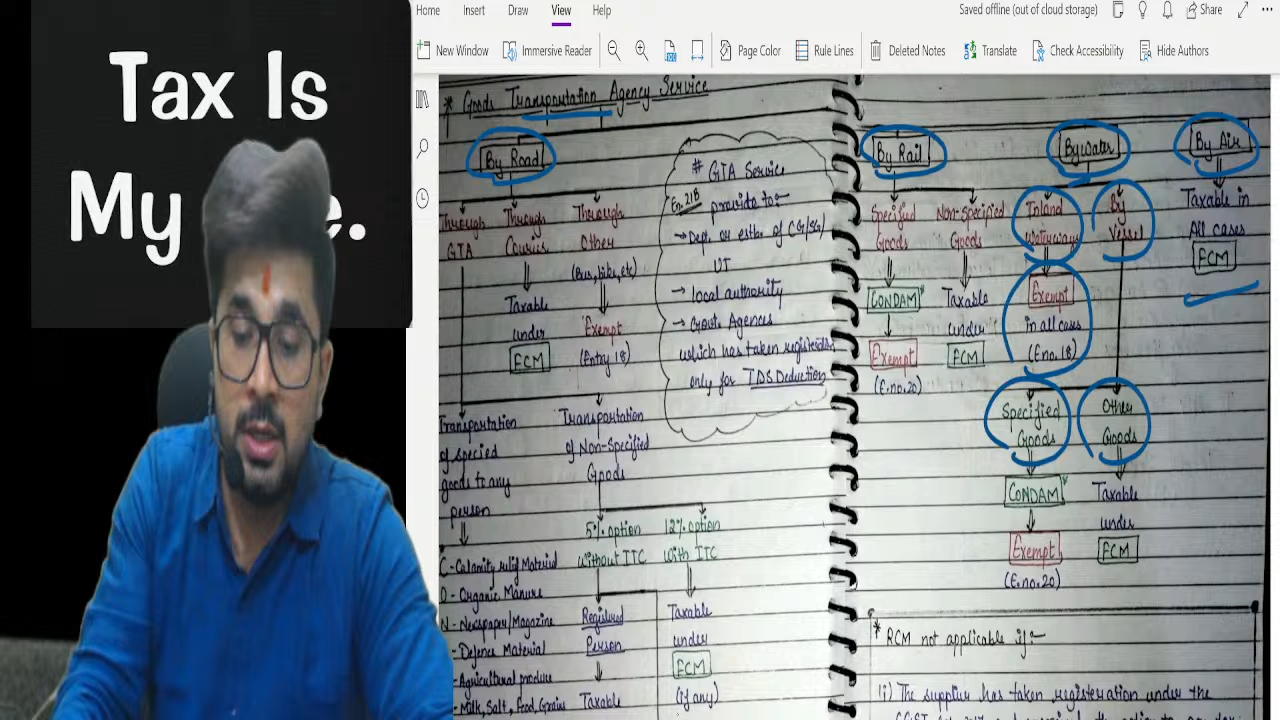 Tax Is
My
e.
Home Insert Draw View Help
Saved offline (out of cloud storage)
Share
New Window
Immersive Reader
Page Color
Rule Lines
Deleted Notes
Translate
Check Accessibility
Hide Authors
* Goods Transportation Agency Service
By Road
Through
GTA
Through
Courier
Through
Other
(Bus, bike, etc)
Taxable
under
FCM
Exempt
(Entry 18)
# GTA Service
En. 21B
provide to:-
→ Dept. or estbt. of CG/SG/
UT
→ local authority
→ Govt. Agences
which has taken registration
only for TDS Deduction
Transportation
of specied
goods to any
person
Transportation
of Non-Specified
Goods
5% option
without ITC
12% option
With ITC
C - Calamity relief Material
O - Organic Manure
N - Newspaper/Magazine
- Defence Material
- Agricultural produce
- Milk, Salt, Food, Grains
Registered
Person
Taxable
Taxable
under
FCM
(if any)
By Rail
Specified
Goods
Non-Specified
Goods
CONDAM
Exempt
(E.no.20)
Taxable
under
FCM
By water
Inland
Waterways
By
Vessel
Exempt
in all cases
(E no. 18)
Specified
Goods
Other
Goods
CONDAM
Exempt
(E.no.20)
Taxable
under
FCM
By Air
Taxable in
All cases
FCM
* RCM not applicable if:-
(i) The supplier has taken registeration under the